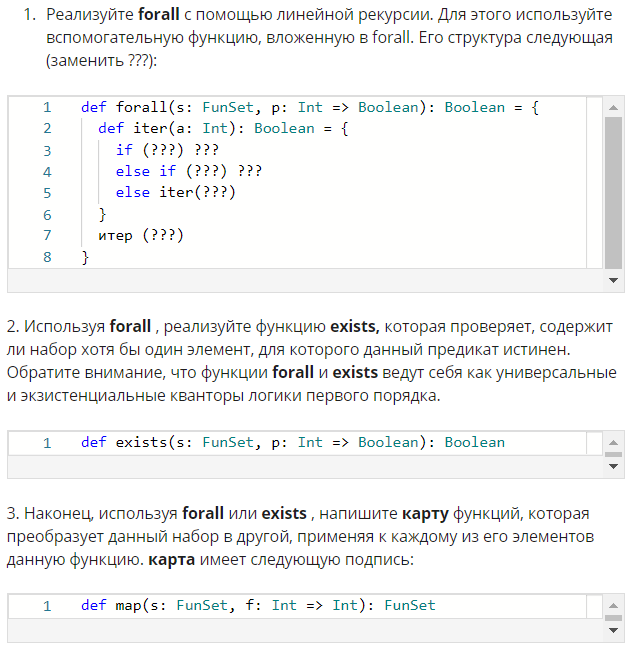 1. Реализуйте forall с помощью линейной рекурсии. Для этого используйте
вспомогательную функцию, вложенную в forall. Его структура следующая
(заменить ???):
1 def forall(s: FunSet, p: Int => Boolean): Boolean = {
2 def iter(a: Int): Boolean = {
3 if (???) ???
4 else if (???) ???
5 else iter(???)
6 }
7 итер (???)
8 }
2. Используя forall , реализуйте функцию exists, которая проверяет, содержит
ли набор хотя бы один элемент, для которого данный предикат истинен.
Обратите внимание, что функции forall и exists ведут себя как универсальные
и экзистенциальные кванторы логики первого порядка.
1 def exists(s: FunSet, p: Int => Boolean): Boolean
3. Наконец, используя forall или exists , напишите карту функций, которая
преобразует данный набор в другой, применяя к каждому из его элементов
данную функцию. карта имеет следующую подпись:
1 def map(s: FunSet, f: Int => Int): FunSet